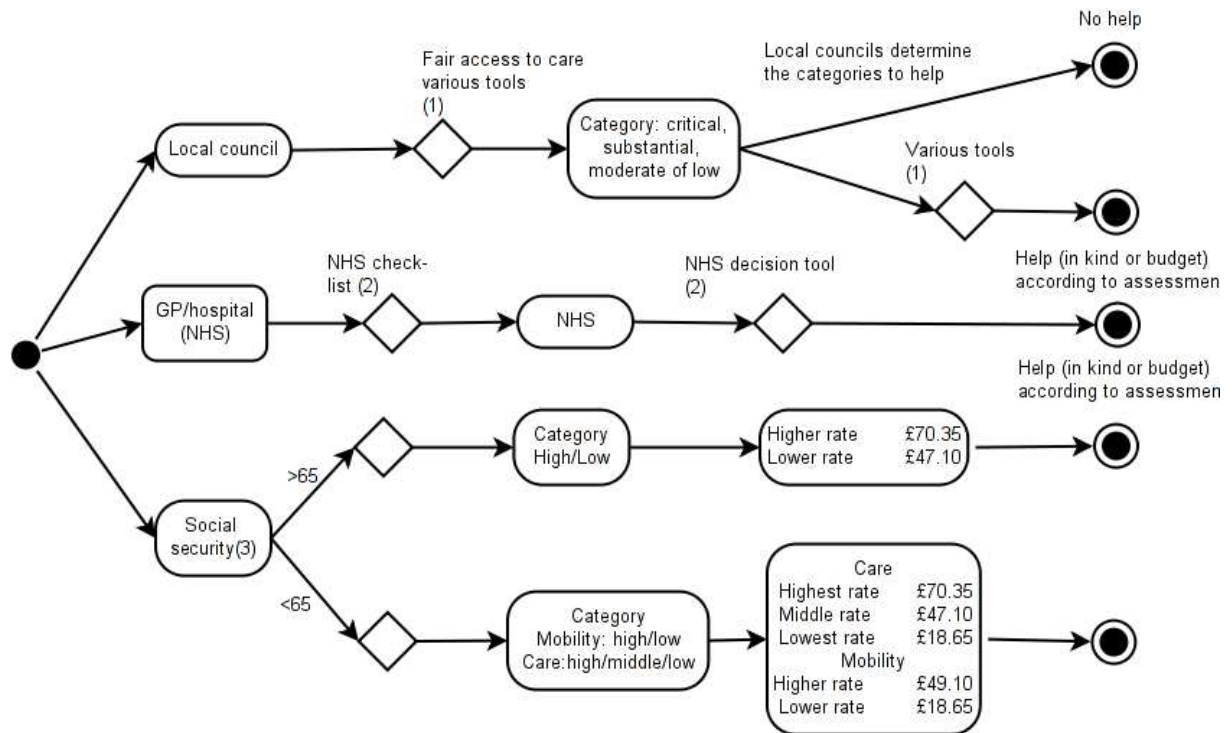 No help
Fair access to care
various tools
(1)
Local councils determine
the categories to help
Local council
Category: critical,
substantial,
moderate of low
Various tools
(1)
NHS check-
list (2)
NHS decision tool
(2)
Help (in kind or budget)
according to assessmen
GP/hospital
(NHS)
NHS
Help (in kind or budget)
according to assessmen
>65
Category
High/Low
Higher rate £70.35
Lower rate £47.10
Social
security(3)
<65
Category
Mobility: high/low
Care:high/middle/low
Care
Highest rate £70.35
Middle rate £47.10
Lowest rate £18.65
Mobility
Higher rate £49.10
Lower rate £18.65